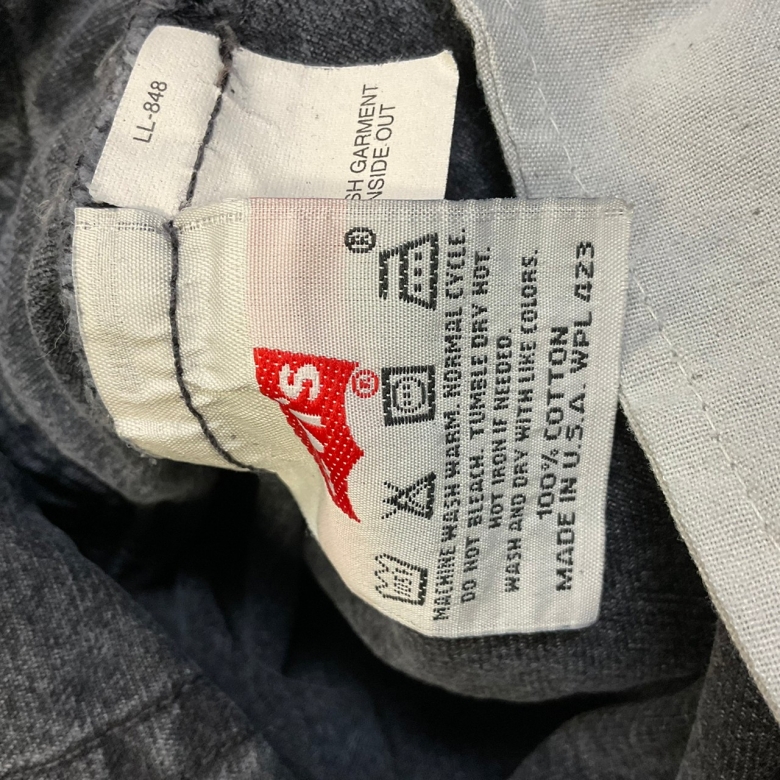 LL-848
SH GARMENT
NSIDE OUT
®
®
MACHINE WASH WARM. NORMAL CYCLE.
DO NOT BLEACH. TUMBLE DRY HOT.
HOT IRON IF NEEDED.
WASH AND DRY WITH LIKE COLORS.
100% COTTON
MADE IN U.S.A. WPL 423